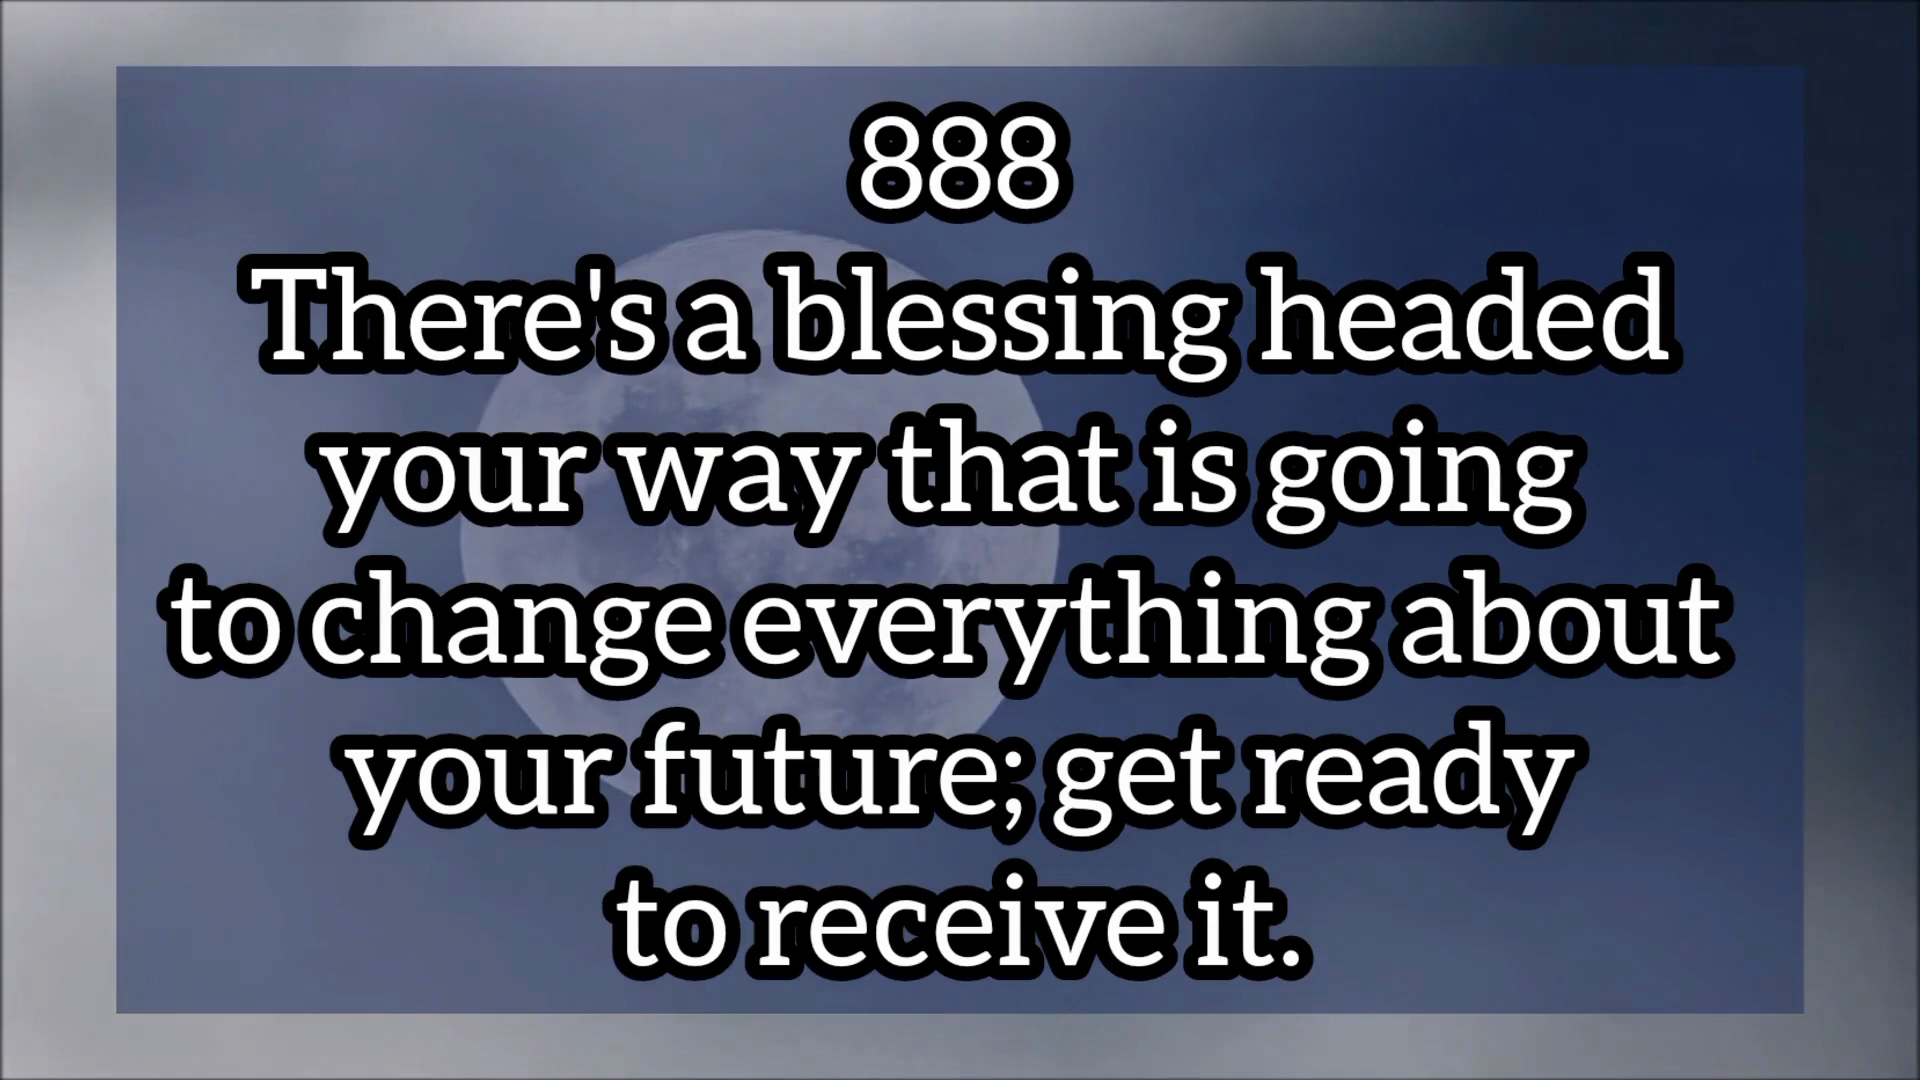 888
There's a blessing headed
your way that is going
to change everything about
your future; get ready
to receive it.